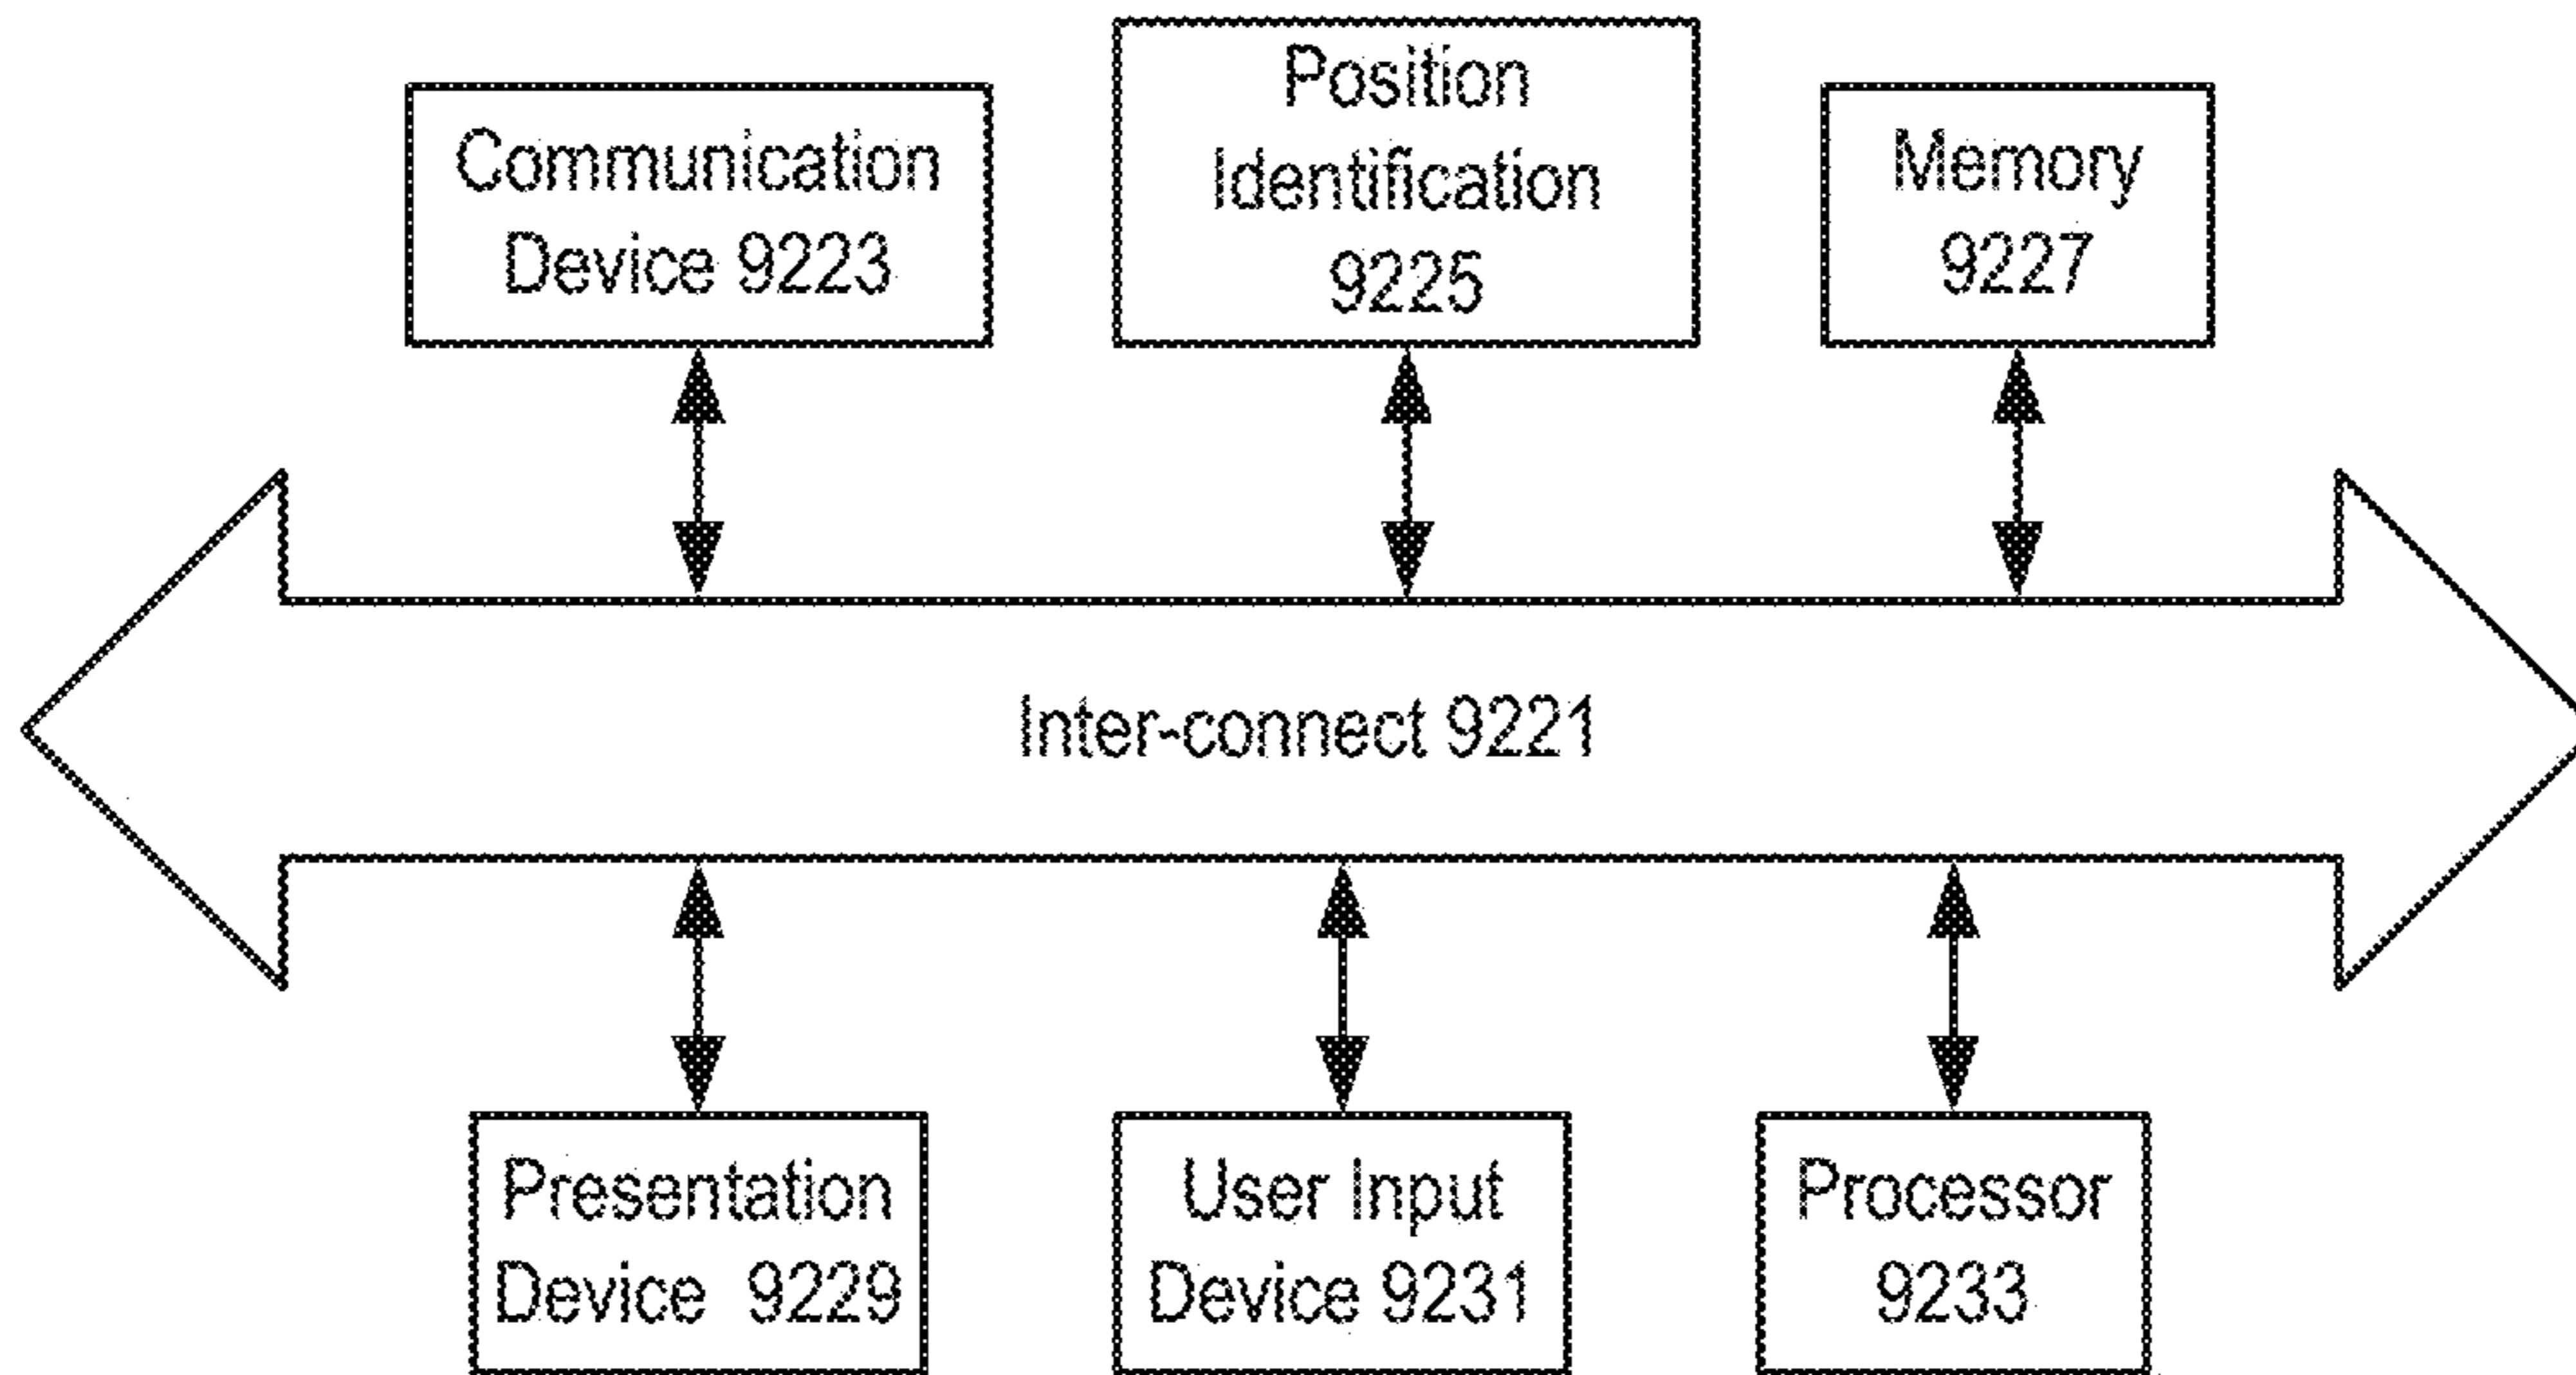 Communication
Device 9223
Position
Identification
9225
Memory
9227
Inter-connect 9221
Presentation
Device 9229
User Input
Device 9231
Processor
9233